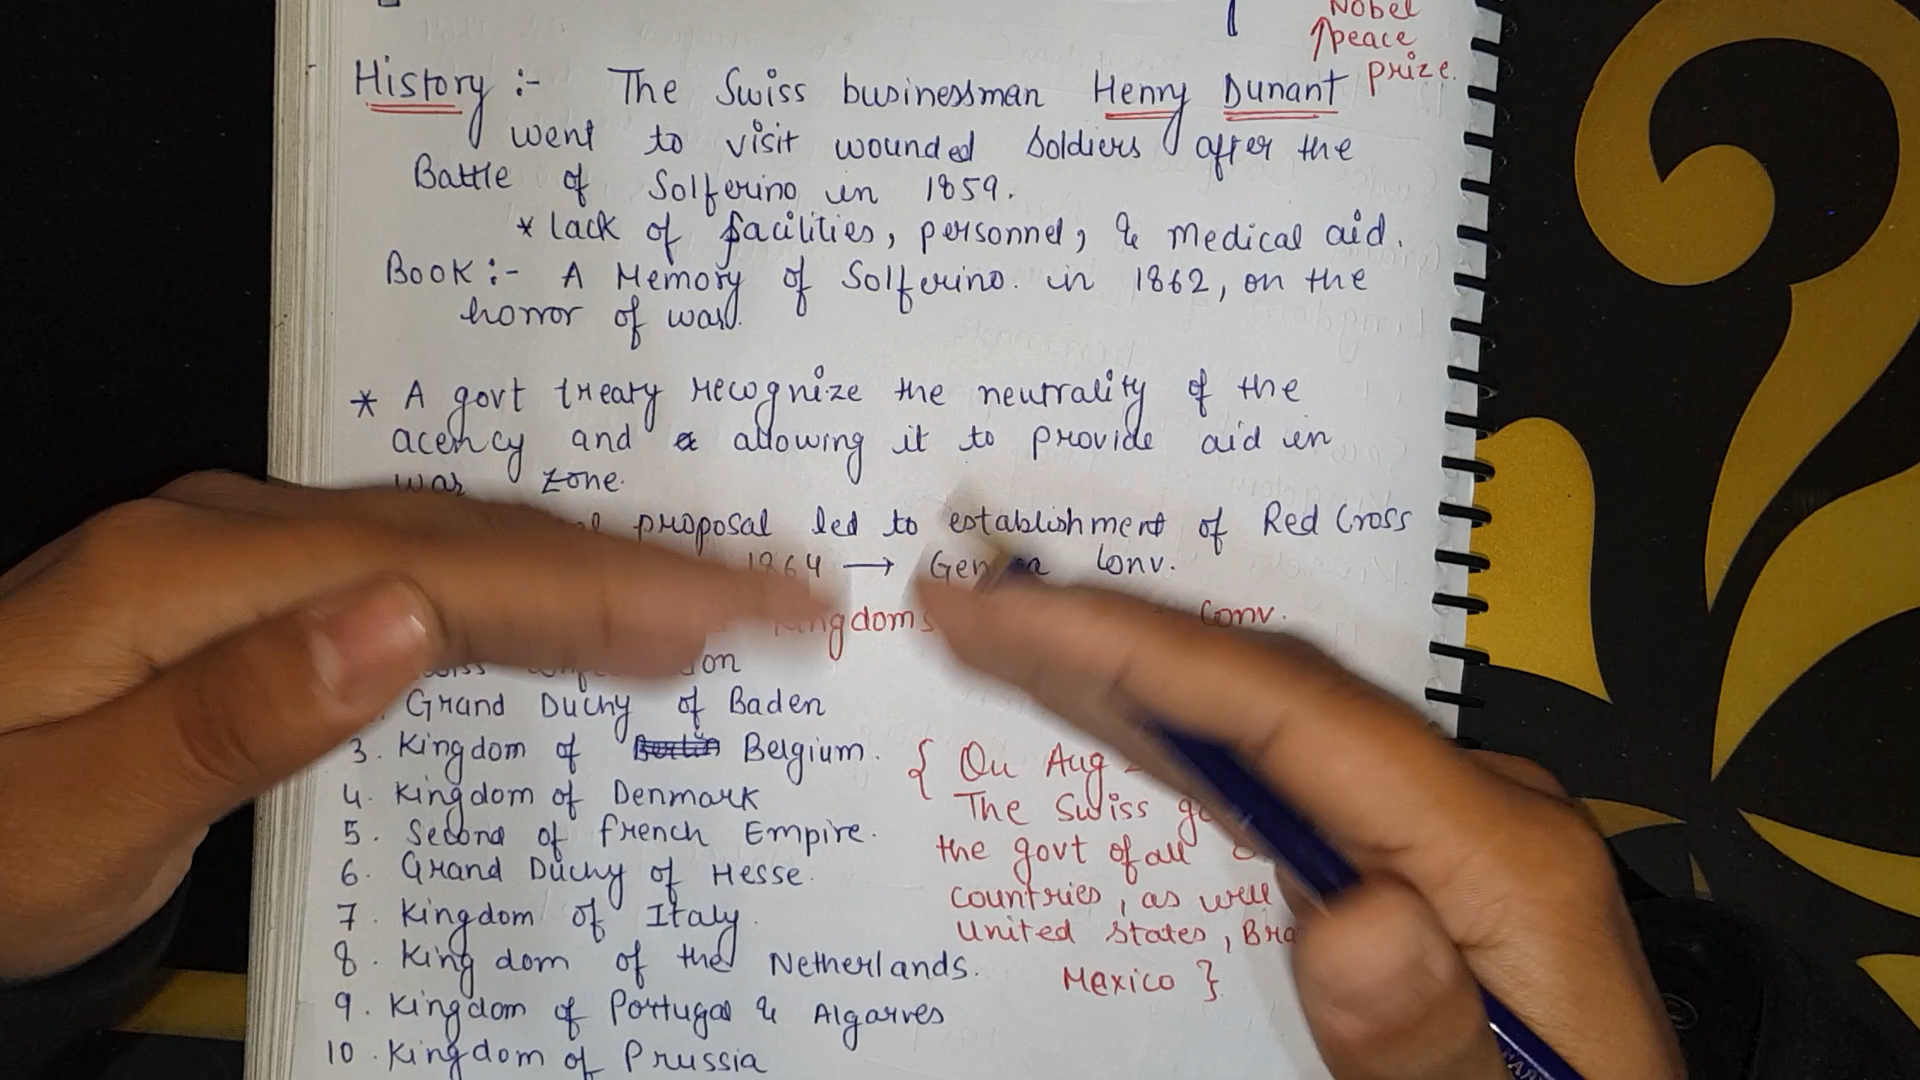 Nobel
↑peace
prize.
History :- The Swiss businessman Henry Dunant
went to visit wounded Soldiers after the
Battle of Solferino in 1859.
* lack of facilities, personnel, & medical aid.
Book :- A Memory of Solferino. in 1862, on the
horror of war.
* A govt treaty recognize the neutrality of the
acency and allowing it to provide aid in
war zone.
proposal led to establishment of Red Cross
1864 → Conv.
Kingdoms Conv.
Grand Duchy of Baden
3. Kingdom of Belgium.
4. Kingdom of Denmark
5. Second of French Empire.
6. Grand Duchy of Hesse.
7. Kingdom of Italy.
8. King dom of the Netherlands.
9. Kingdom of Portugal & Algarves
10. Kingdom of Prussia
{ On Aug
The Swiss
the govt of all
countries, as well
United States,
Mexico }